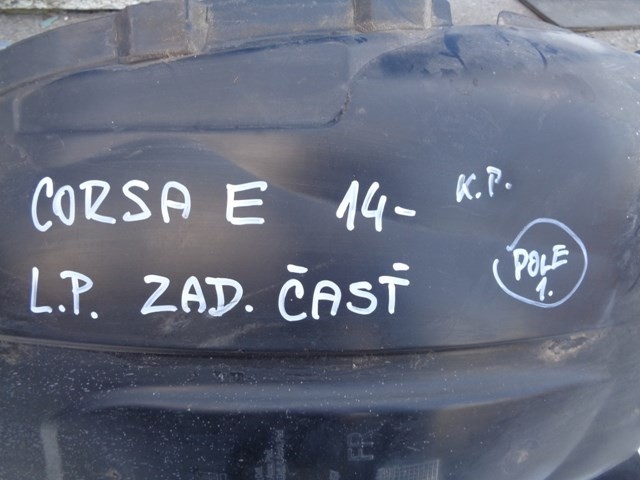 CORSA E 14- K.P.
L.P. ZAD. ČASŤ
POLE
1.